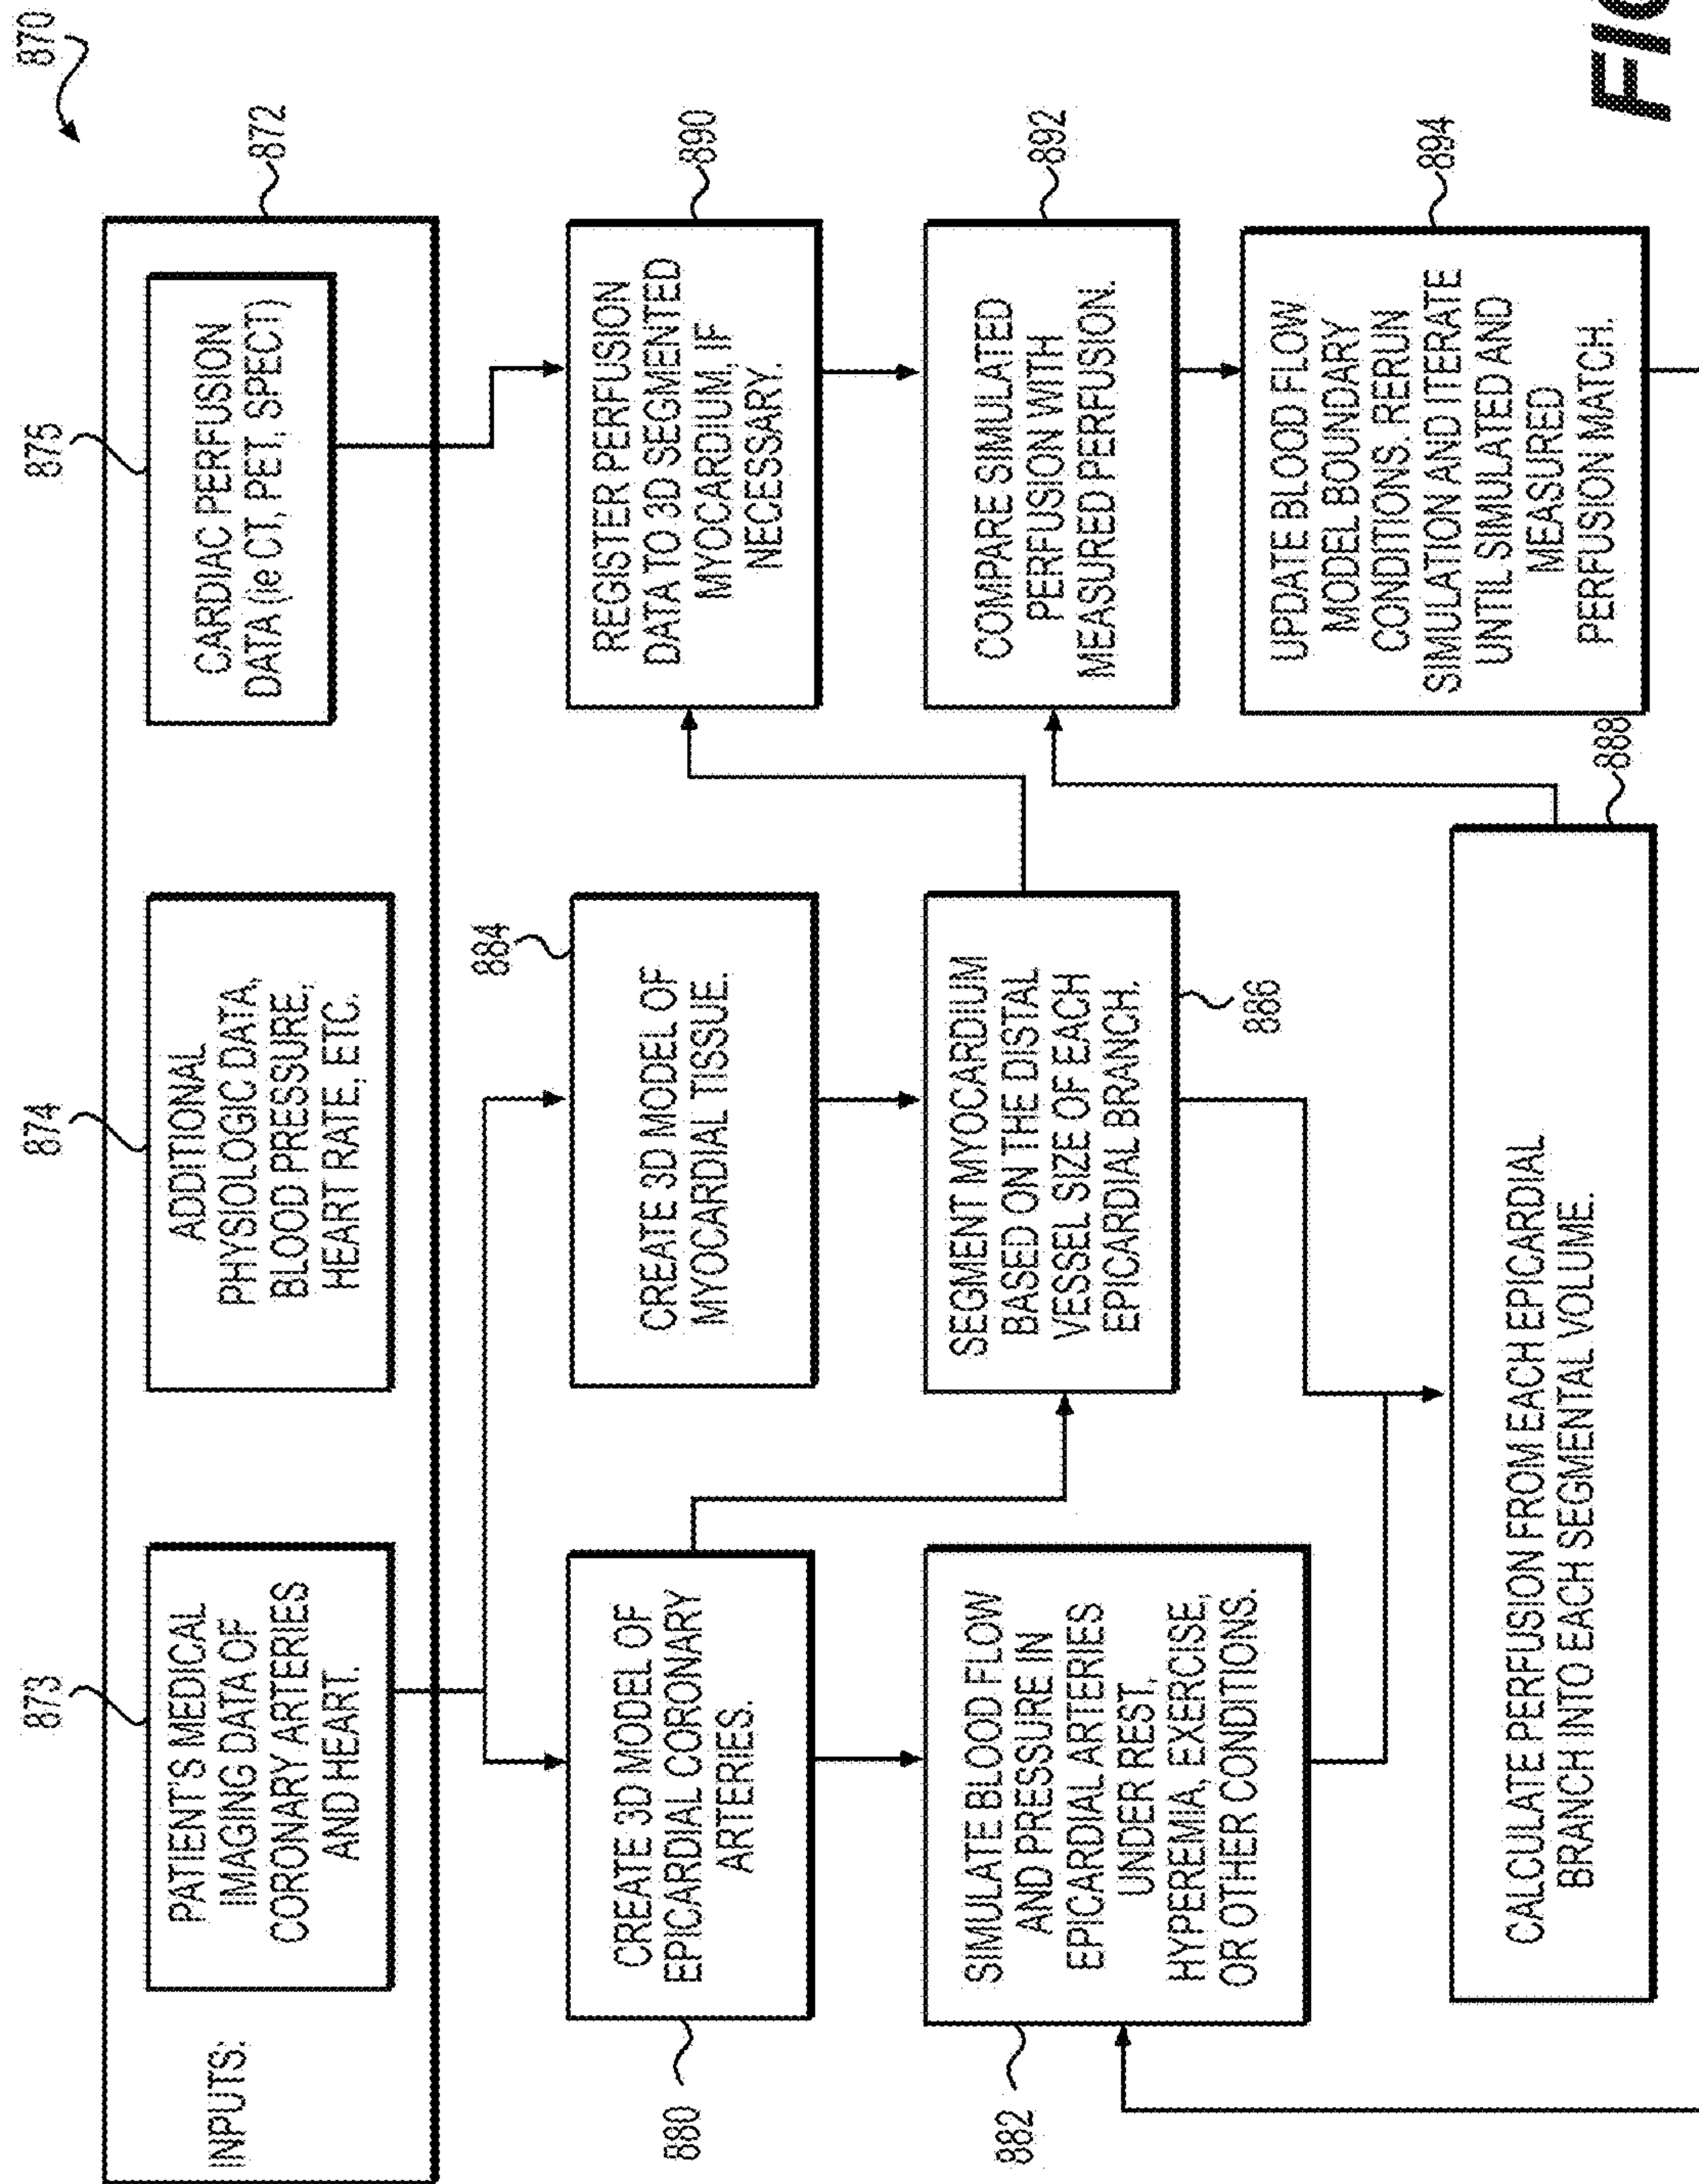 870
872
INPUTS:
873
PATIENT'S MEDICAL
IMAGING DATA OF
CORONARY ARTERIES
AND HEART.
874
ADDITIONAL
PHYSIOLOGIC DATA,
BLOOD PRESSURE,
HEART RATE, ETC.
875
CARDIAC PERFUSION
DATA (ie CT, PET, SPECT)
880
CREATE 3D MODEL OF
EPICARDIAL CORONARY
ARTERIES.
884
CREATE 3D MODEL OF
MYOCARDIAL TISSUE.
890
REGISTER PERFUSION
DATA TO 3D SEGMENTED
MYOCARDIUM, IF
NECESSARY.
882
SIMULATE BLOOD FLOW
AND PRESSURE IN
EPICARDIAL ARTERIES
UNDER REST,
HYPEREMIA, EXERCISE,
OR OTHER CONDITIONS.
886
SEGMENT MYOCARDIUM
BASED ON THE DISTAL
VESSEL SIZE OF EACH
EPICARDIAL BRANCH.
892
COMPARE SIMULATED
PERFUSION WITH
MEASURED PERFUSION.
888
CALCULATE PERFUSION FROM EACH EPICARDIAL
BRANCH INTO EACH SEGMENTAL VOLUME.
894
UPDATE BLOOD FLOW
MODEL BOUNDARY
CONDITIONS. RERUN
SIMULATION AND ITERATE
UNTIL SIMULATED AND
MEASURED
PERFUSION MATCH.
FIG